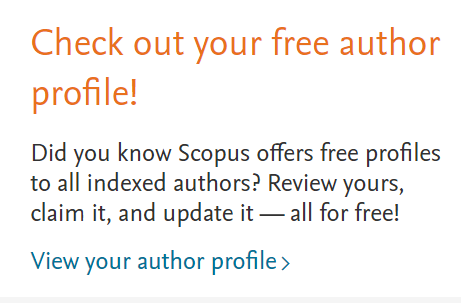 Check out your free author
profile!
Did you know Scopus offers free profiles
to all indexed authors? Review yours,
claim it, and update it — all for free!
View your author profile >